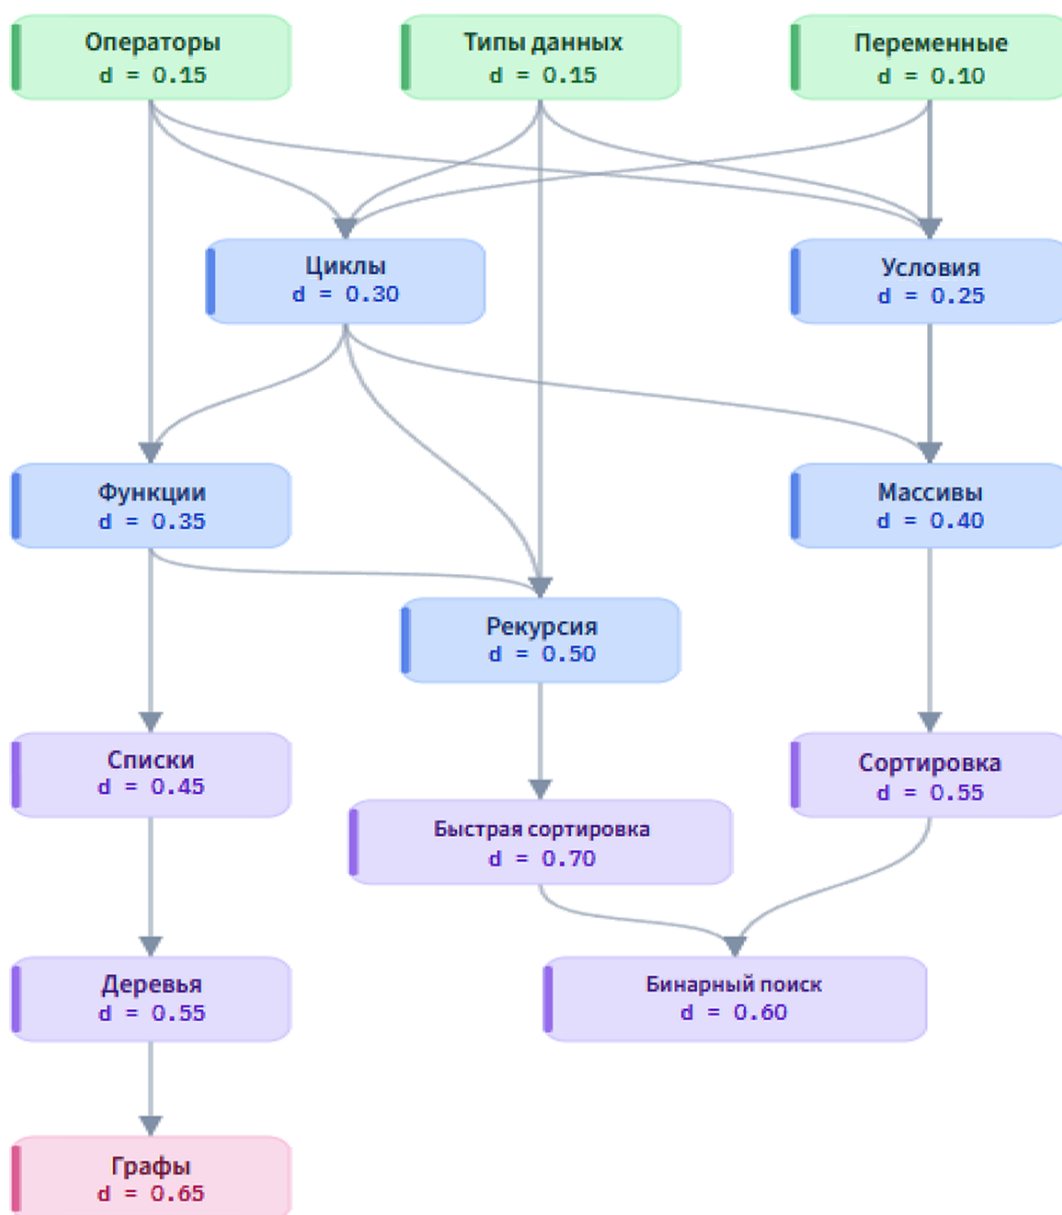 Операторы
d = 0.15
Типы данных
d = 0.15
Переменные
d = 0.10
Циклы
d = 0.30
Условия
d = 0.25
Функции
d = 0.35
Массивы
d = 0.40
Рекурсия
d = 0.50
Списки
d = 0.45
Сортировка
d = 0.55
Быстрая сортировка
d = 0.70
Деревья
d = 0.55
Бинарный поиск
d = 0.60
Графы
d = 0.65